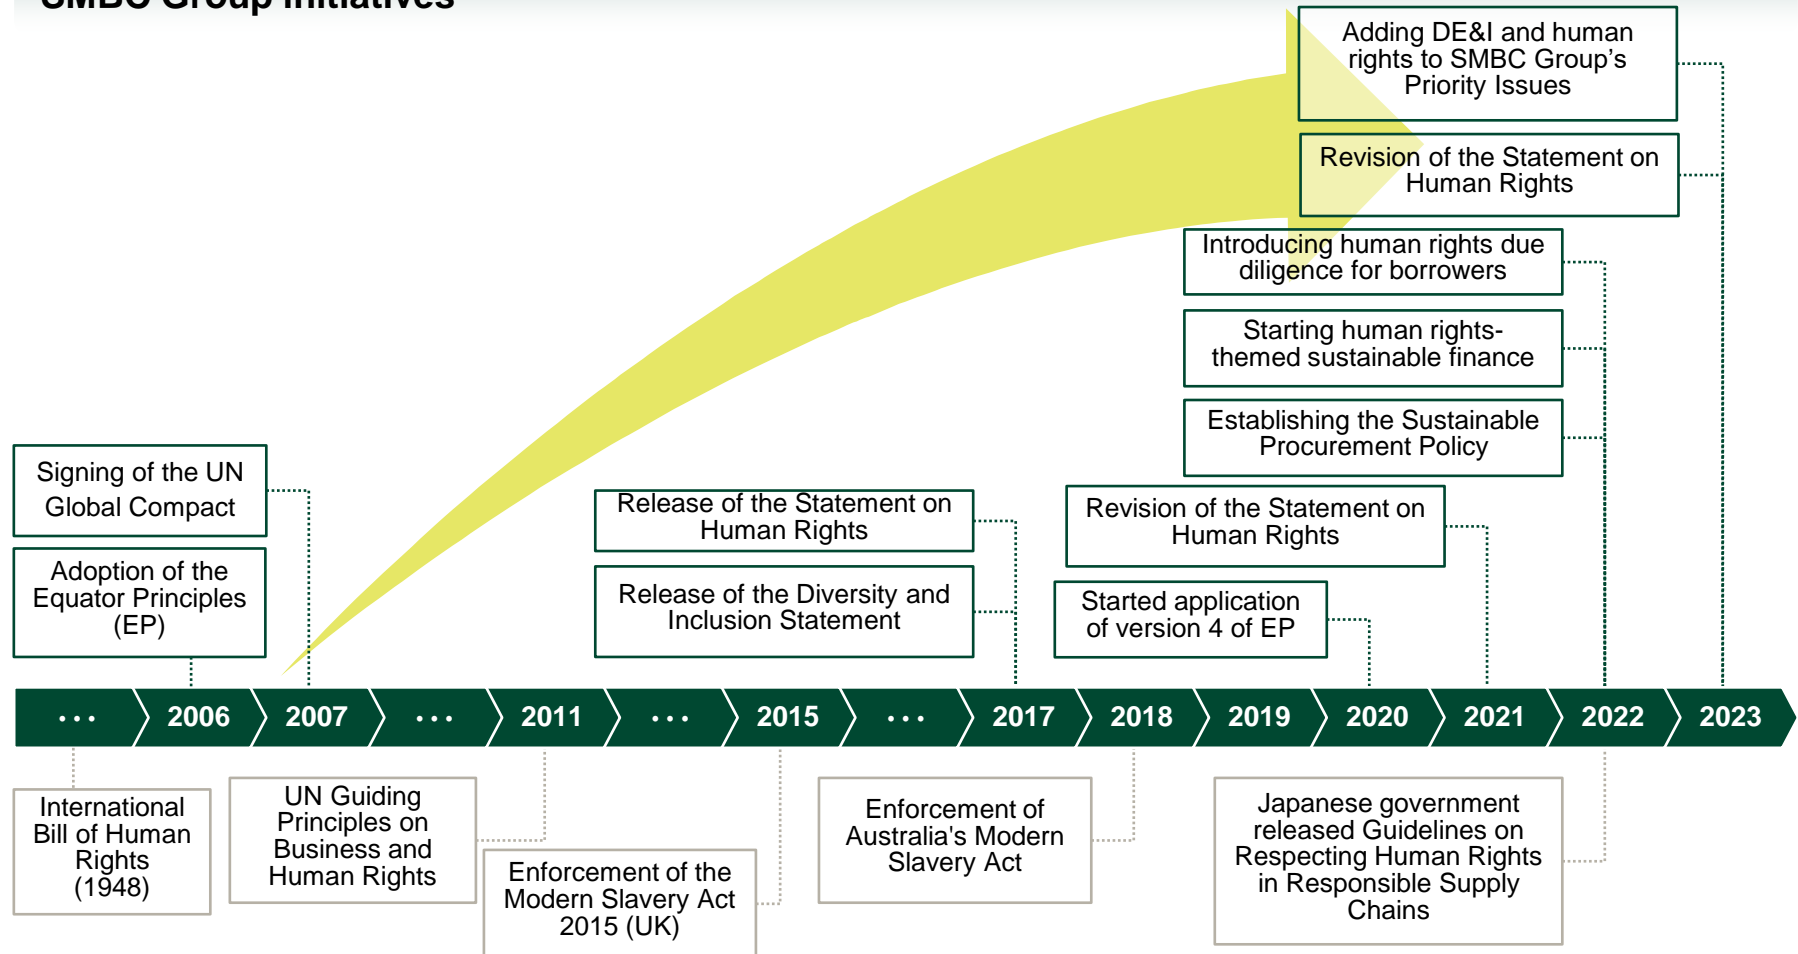 SMBC Group Initiatives
Adding DE&I and human
rights to SMBC Group's
Priority Issues
Revision of the Statement on
Human Rights
Introducing human rights due
diligence for borrowers
Starting human rights-
themed sustainable finance
Establishing the Sustainable
Procurement Policy
Signing of the UN
Global Compact
Adoption of the
Equator Principles
(EP)
Release of the Statement on
Human Rights
Release of the Diversity and
Inclusion Statement
Revision of the Statement on
Human Rights
Started application
of version 4 of EP
… 2006 2007 … 2011 … 2015 … 2017 2018 2019 2020 2021 2022 2023
International
Bill of Human
Rights
(1948)
UN Guiding
Principles on
Business and
Human Rights
Enforcement of the
Modern Slavery Act
2015 (UK)
Enforcement of
Australia's Modern
Slavery Act
Japanese government
released Guidelines on
Respecting Human Rights
in Responsible Supply
Chains